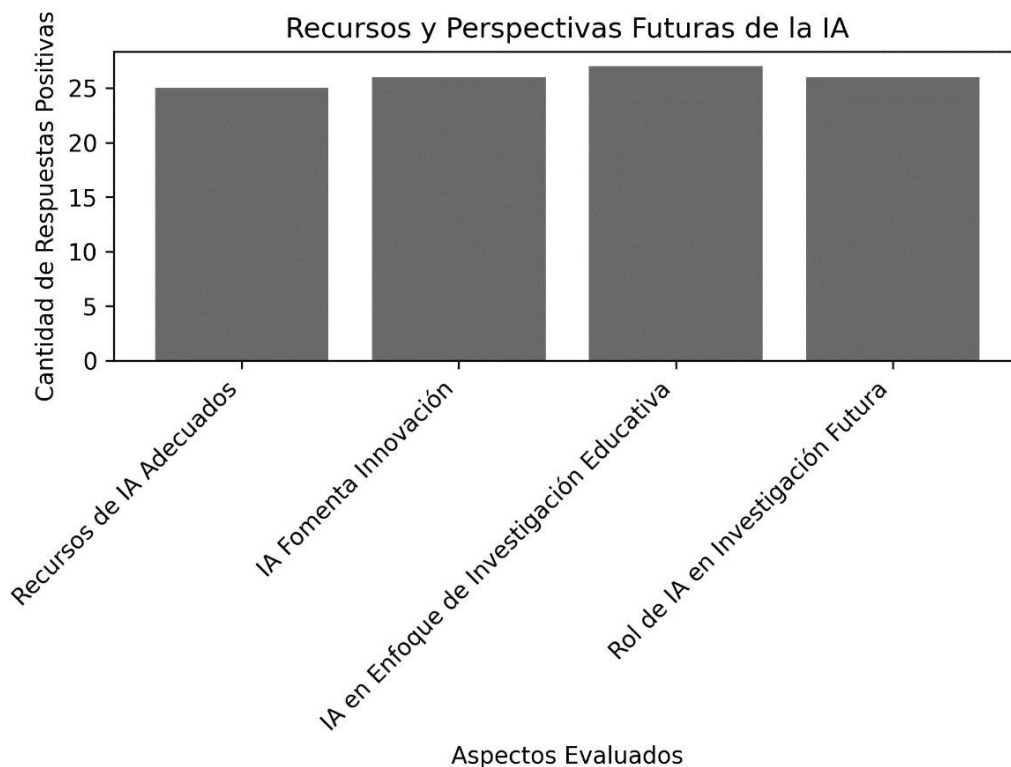 Recursos y Perspectivas Futuras de la IA
Cantidad de Respuestas Positivas
25
20
15
10
5
0
Recursos de IA Adecuados
IA Fomenta Innovación
IA en Enfoque de Investigación Educativa
Rol de IA en Investigación Futura
Aspectos Evaluados